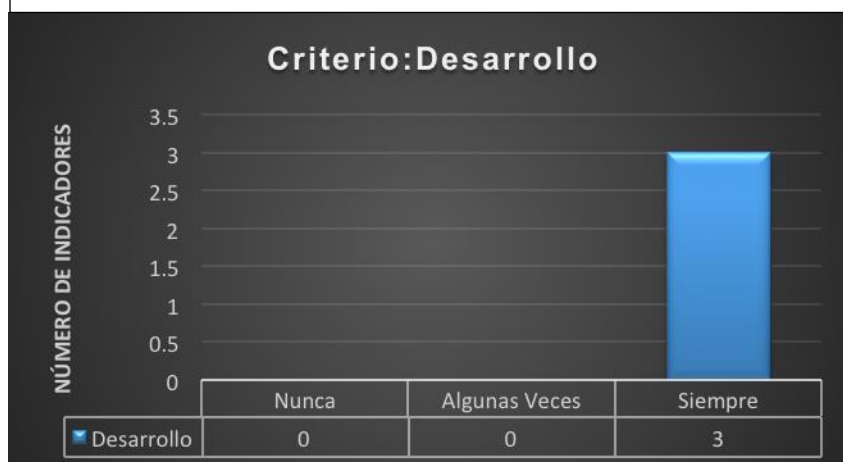 Criterio:Desarrollo
NÚMERO DE INDICADORES
3.5
3
2.5
2
1.5
1
0.5
0
Nunca Algunas Veces Siempre
Desarrollo 0 0 3